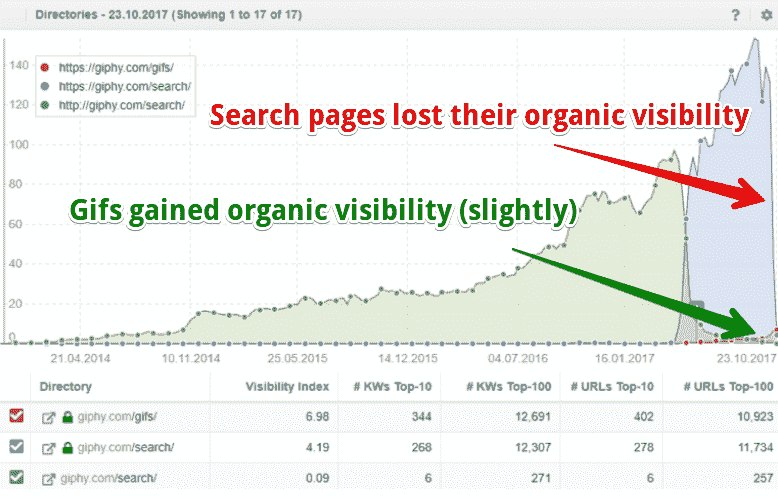 Directories - 23.10.2017 (Showing 1 to 17 of 17)
?
140
120
100
80
60
40
20
0
https://giphy.com/gifs/
https://giphy.com/search/
http://giphy.com/search/
Search pages lost their organic visibility
Gifs gained organic visibility (slightly)
21.04.2014 10.11.2014 25.05.2015 14.12.2015 04.07.2016 16.01.2017 23.10.2017
Directory Visibility Index # KWs Top-10 # KWs Top-100 # URLs Top-10 # URLs Top-100
giphy.com/gifs/ 6.98 344 12,691 402 10,923
giphy.com/search/ 4.19 268 12,307 278 11,734
giphy.com/search/ 0.09 6 271 6 257